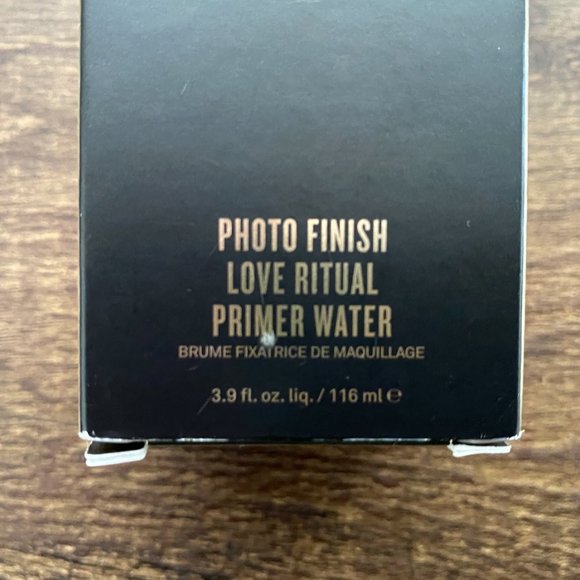 PHOTO FINISH
LOVE RITUAL
PRIMER WATER
BRUME FIXATRICE DE MAQUILLAGE
3.9 fl. oz. liq. / 116 ml ℮